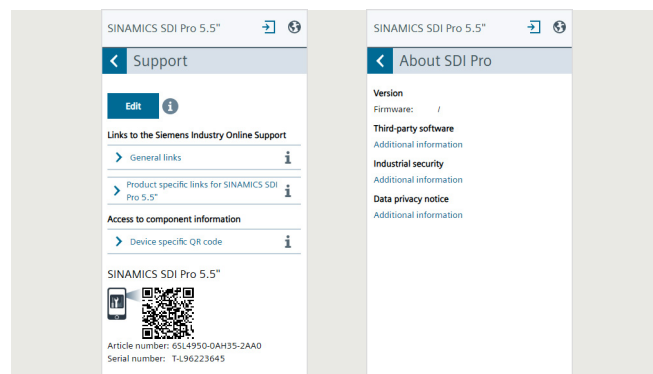 SINAMICS SDI Pro 5.5"
Support
Edit
Links to the Siemens Industry Online Support
General links
Product specific links for SINAMICS SDI
Pro 5.5"
Access to component information
Device specific QR code
SINAMICS SDI Pro 5.5"
Article number: 6SL4950-0AH35-2AA0
Serial number: T-L96223645
SINAMICS SDI Pro 5.5"
About SDI Pro
Version
Firmware: /
Third-party software
Additional information
Industrial security
Additional information
Data privacy notice
Additional information